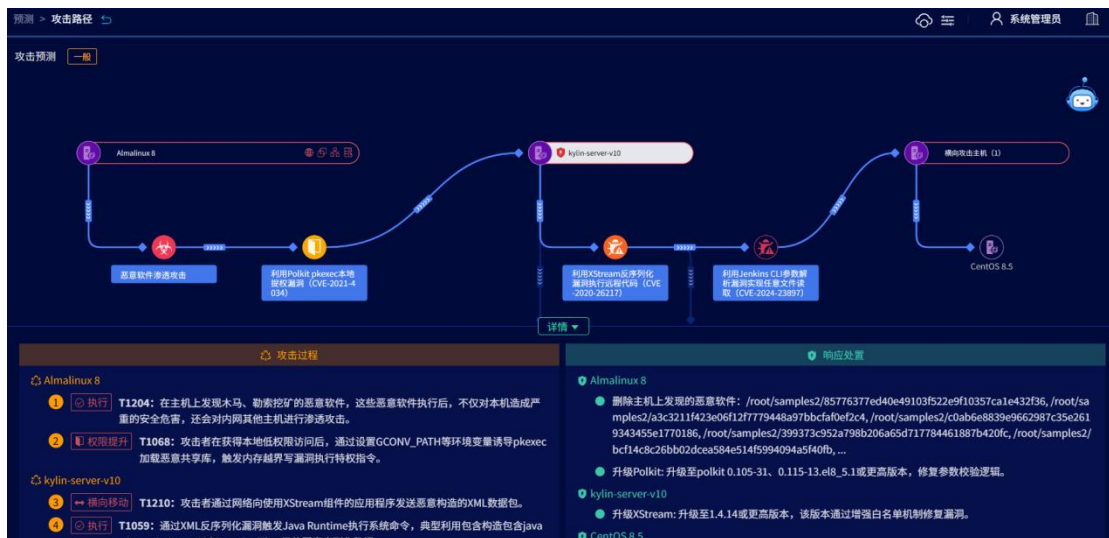 预测 > 攻击路径
系统管理员
攻击预测 一般
Almalinux 8
kylin-server-v10
横向攻击主机（1）
恶意软件渗透攻击
利用Polkit pkexec本地
提权漏洞（CVE-2021-4
034）
利用XStream反序列化
漏洞执行远程代码（CVE
-2020-26217）
利用Jenkins CLI参数解
析漏洞实现任意文件读
取（CVE-2024-23897）
CentOS 8.5
详情
攻击过程
Almalinux 8
1 执行 T1204：在主机上发现木马、勒索挖矿的恶意软件，这些恶意软件执行后，不仅对本机造成严
重的安全危害，还会对内网其他主机进行渗透攻击。
2 权限提升 T1068：攻击者在获得本地低权限访问后，通过设置GCONV_PATH等环境变量诱导pkexec
加载恶意共享库，触发内存越界写漏洞执行特权指令。
kylin-server-v10
3 横向移动 T1210：攻击者通过网络向使用XStream组件的应用程序发送恶意构造的XML数据包。
4 执行 T1059：通过XML反序列化漏洞触发Java Runtime执行系统命令，典型利用包含构造包含java
响应处置
Almalinux 8
删除主机上发现的恶意软件：/root/samples2/85776377ed40e49103f522e9f10357ca1e432f36, /root/sa
mples2/a3c3211f423e06f12f7779448a97bbcfaf0ef2c4, /root/samples2/c0ab6e8839e9662987c35e261
9343455e1770186, /root/samples2/399373c952a798b206a65d717784461887b420fc, /root/samples2/
bcf14c8c26bb02dcea584e514f5994094a5f40fb, ...
升级Polkit: 升级至polkit 0.105-31、0.115-13.el8_5.1或更高版本，修复参数校验逻辑。
kylin-server-v10
升级XStream: 升级至1.4.14或更高版本，该版本通过增强白名单机制修复漏洞。
CentOS 8.5